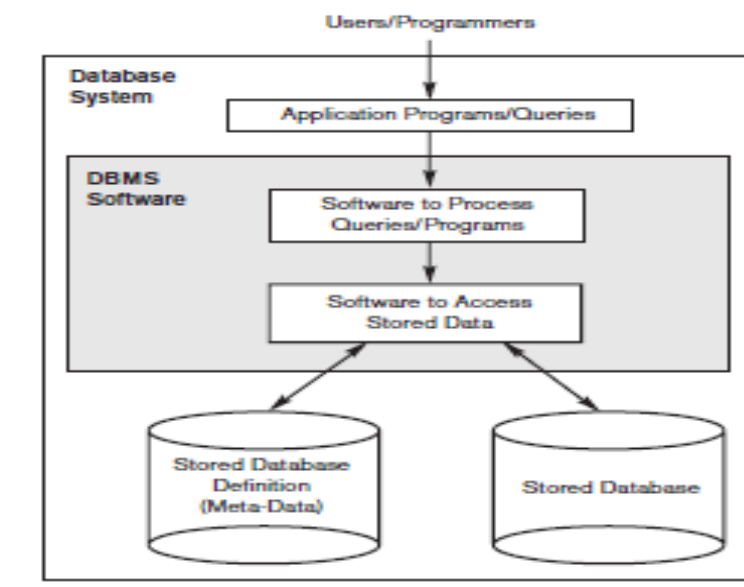 Users/Programmers
Database
System
Application Programs/Queries
DBMS
Software
Software to Process
Queries/Programs
Software to Access
Stored Data
Stored Database
Definition
(Meta-Data)
Stored Database